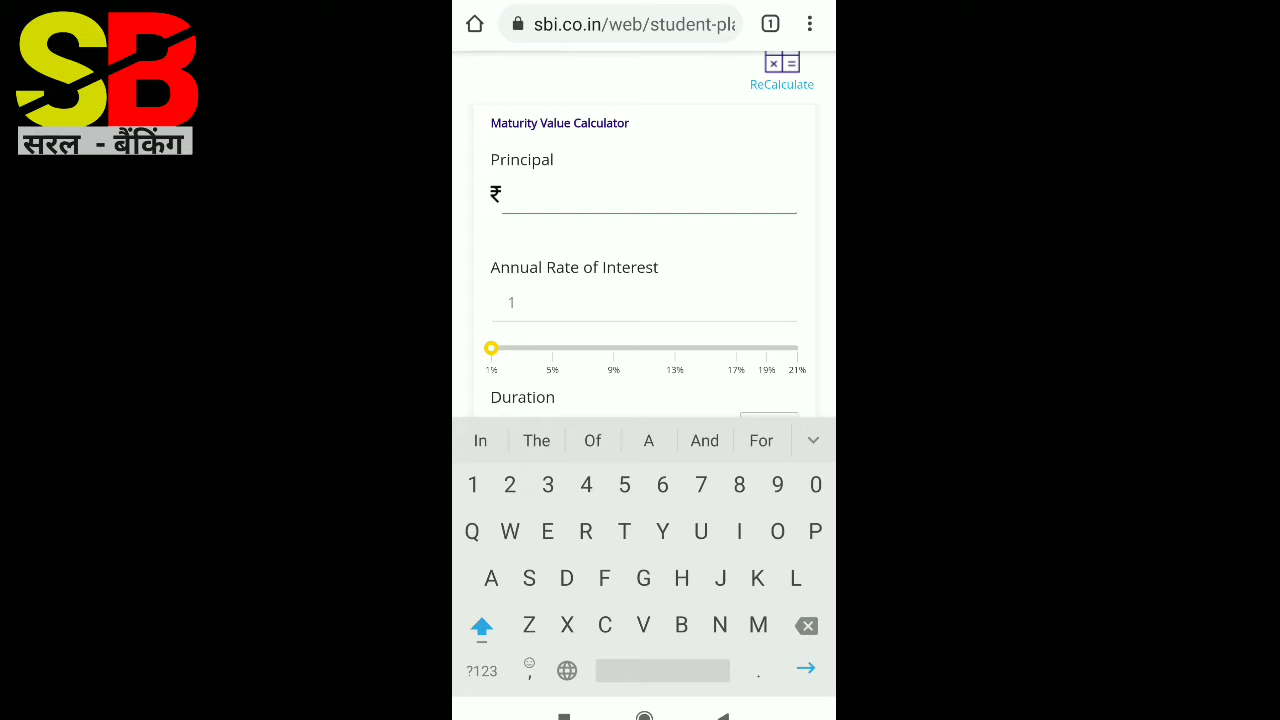 SB
सरल - बैंकिंग
sbi.co.in/web/student-pla
1
ReCalculate
Maturity Value Calculator
Principal
₹
Annual Rate of Interest
1
1% 5% 9% 13% 17% 19% 21%
Duration
In The Of A And For
1 2 3 4 5 6 7 8 9 0
Q W E R T Y U I O P
A S D F G H J K L
Z X C V B N M
?123 , .